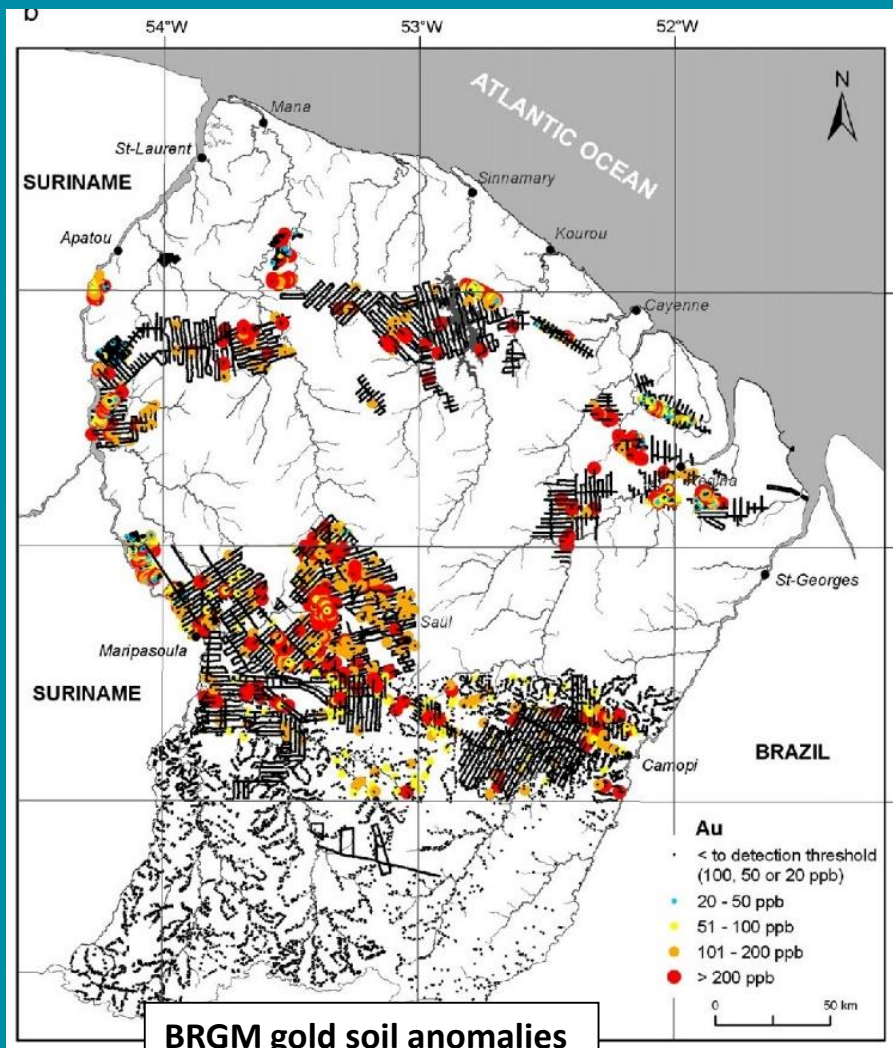 b
54°W
53°W
52°W
N
ATLANTIC OCEAN
Mana
St-Laurent
SURINAME
Sinnamary
Apatou
Kourou
Cayenne
Régina
St-Georges
Saül
Maripasoula
SURINAME
BRAZIL
Camopi
Au
< to detection threshold
(100, 50 or 20 ppb)
20 - 50 ppb
51 - 100 ppb
101 - 200 ppb
> 200 ppb
0 50 km
BRGM gold soil anomalies